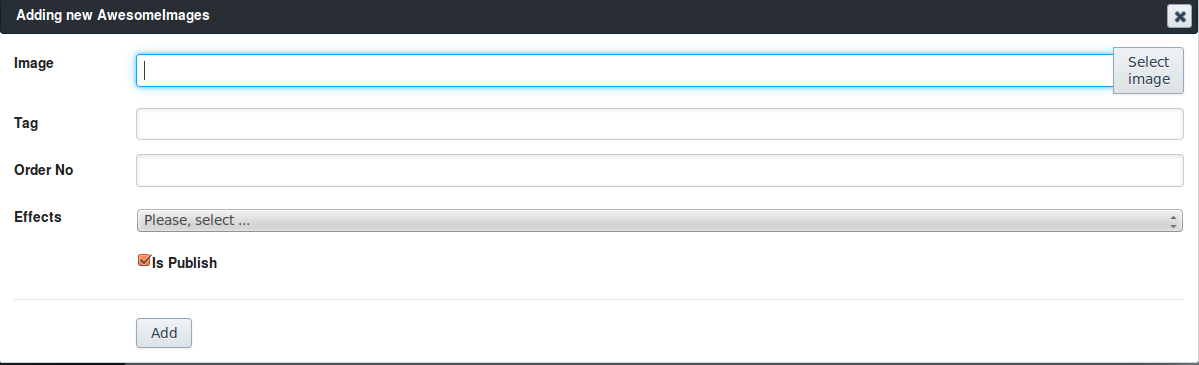 Adding new AwesomeImages
Image
Select
image
Tag
Order No
Effects
Please, select ...
Is Publish
Add